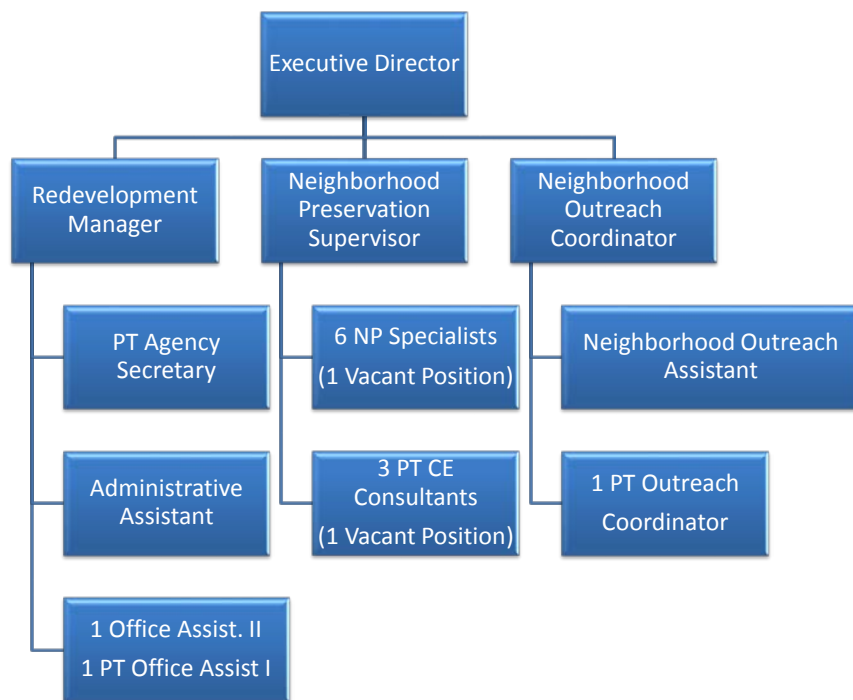 Executive Director
Redevelopment
Manager
Neighborhood
Preservation
Supervisor
Neighborhood
Outreach
Coordinator
PT Agency
Secretary
6 NP Specialists
(1 Vacant Position)
Neighborhood Outreach
Assistant
Administrative
Assistant
3 PT CE
Consultants
(1 Vacant Position)
1 PT Outreach
Coordinator
1 Office Assist. II
1 PT Office Assist I